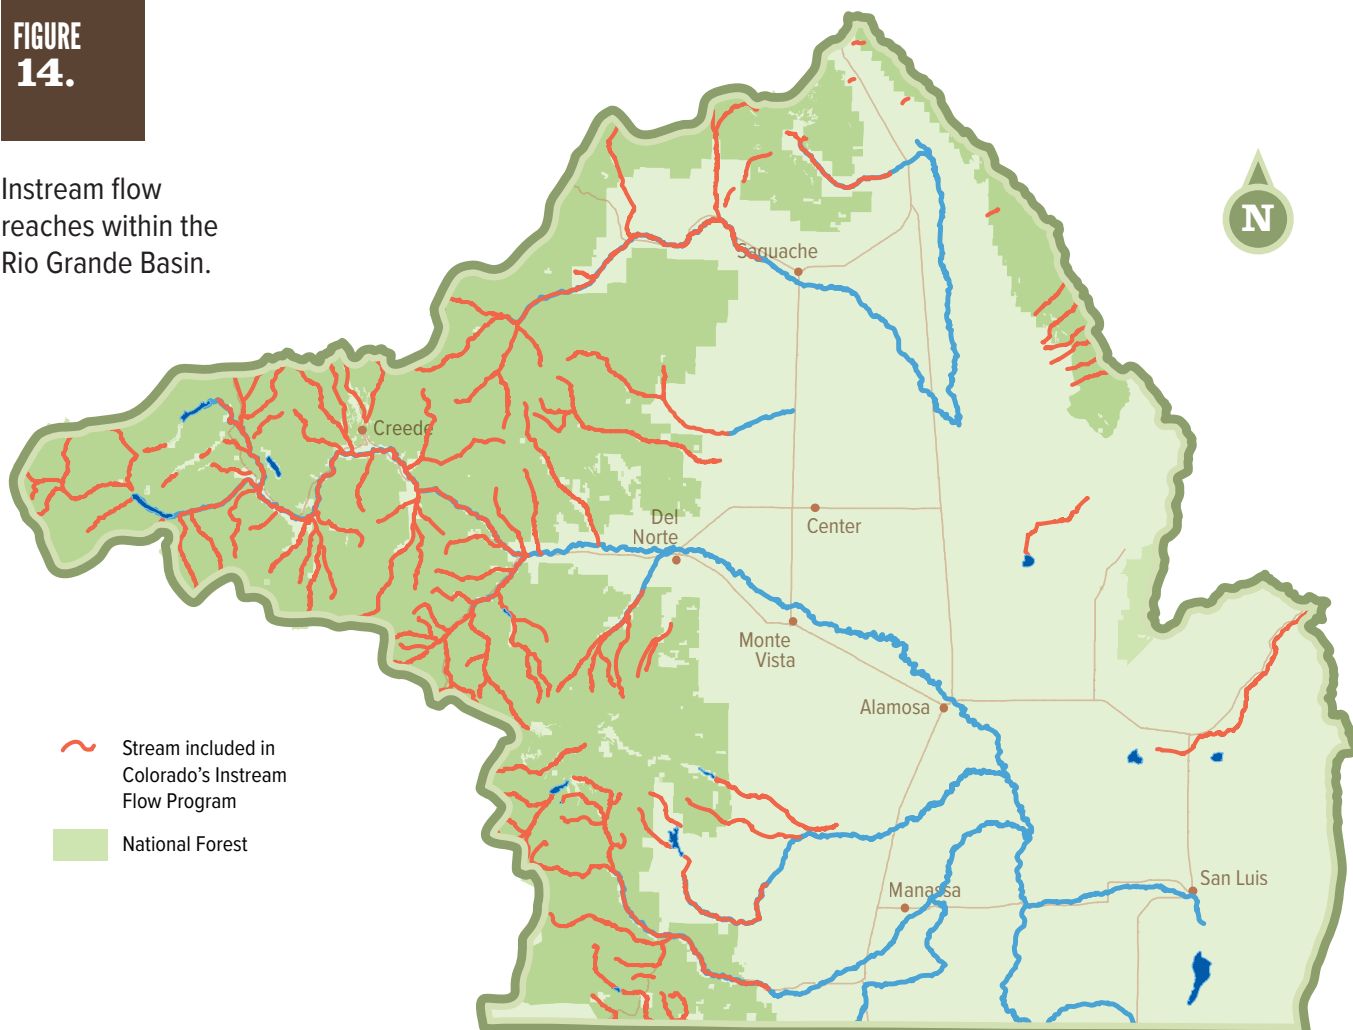 FIGURE
14.
Instream flow
reaches within the
Rio Grande Basin.
N
Saguache
Creede
Del
Norte
Center
Monte
Vista
Alamosa
Manassa
San Luis
Stream included in
Colorado's Instream
Flow Program
National Forest